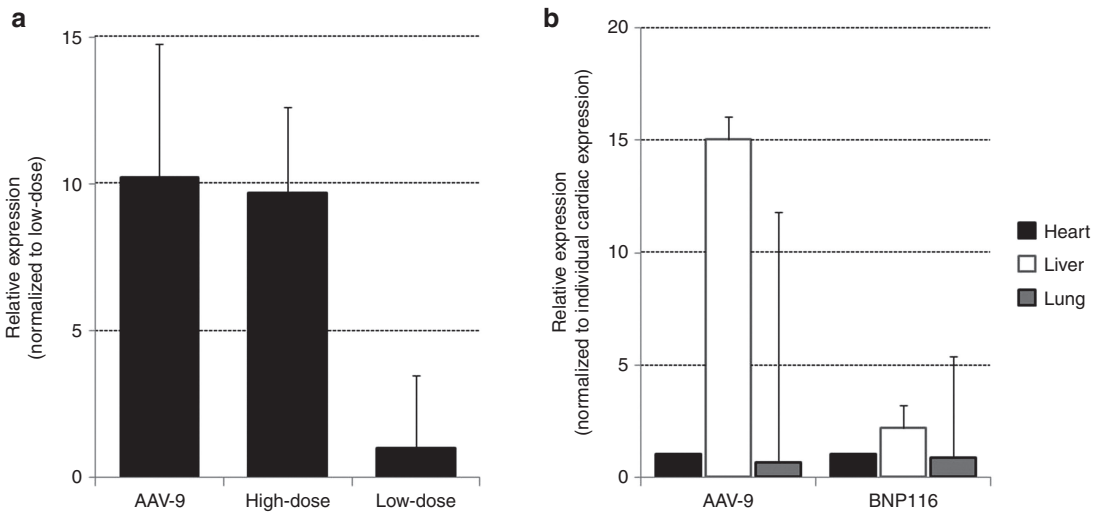 a
Relative expression
(normalized to low-dose)
15
10
5
0
AAV-9 High-dose Low-dose
b
Relative expression
(normalized to individual cardiac expression)
20
15
10
5
0
AAV-9 BNP116
Heart
Liver
Lung